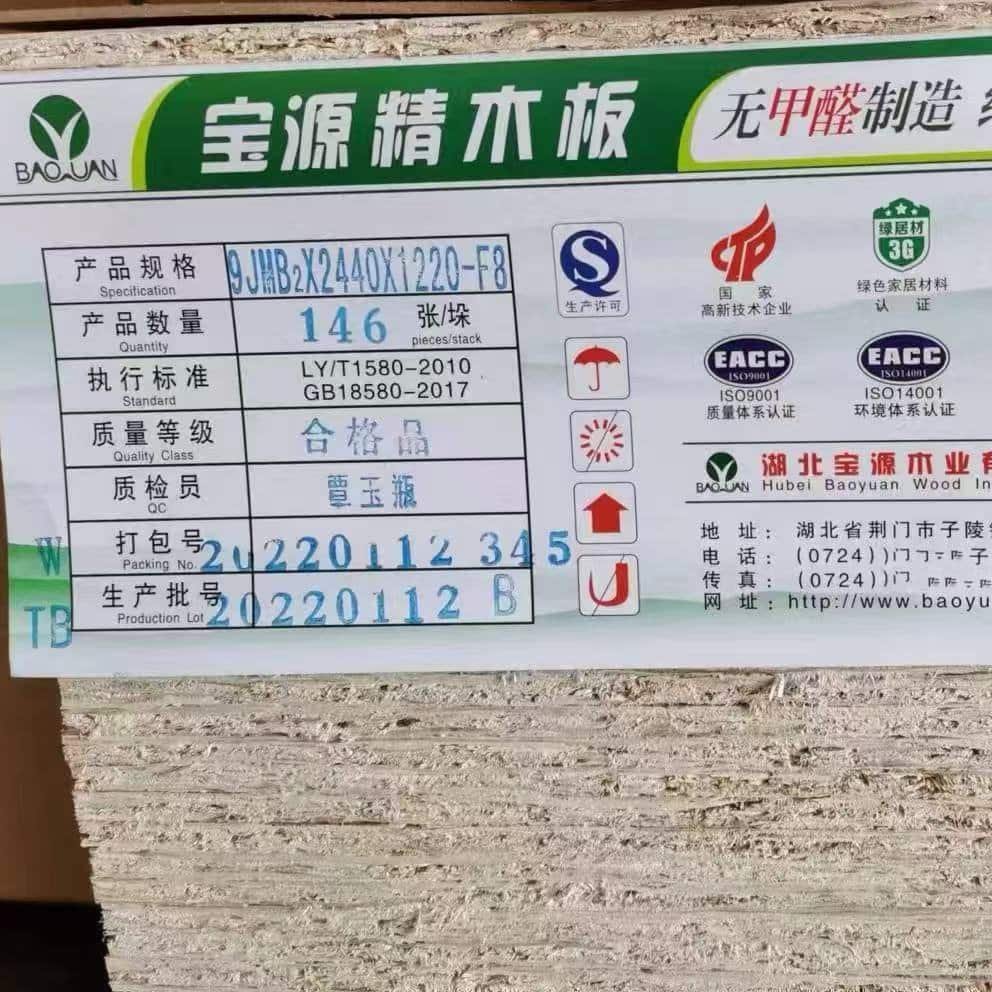 BAOYUAN
宝源精木板
无甲醛制造
产品规格 9JMB₂X2440X1220-F8
Specification
产品数量 146 张/垛
Quantity pieces/stack
执行标准 LY/T1580-2010
Standard GB18580-2017
质量等级 合格品
Quality Class
质检员 覃玉瓶
QC
W 打包号 20220112 345
Packing No.
TB 生产批号 20220112 B
Production Lot
生产许可
CTP
国家
高新技术企业
绿居材
3G
绿色家居材料
认证
EACC
ISO9001
ISO9001
质量体系认证
EACC
ISO14001
ISO14001
环境体系认证
BAOYUAN
湖北宝源木业有
Hubei Baoyuan Wood In
地址：湖北省荆门市子陵
电话：(0724)
传真：(0724)
网址：http://www.baoyu